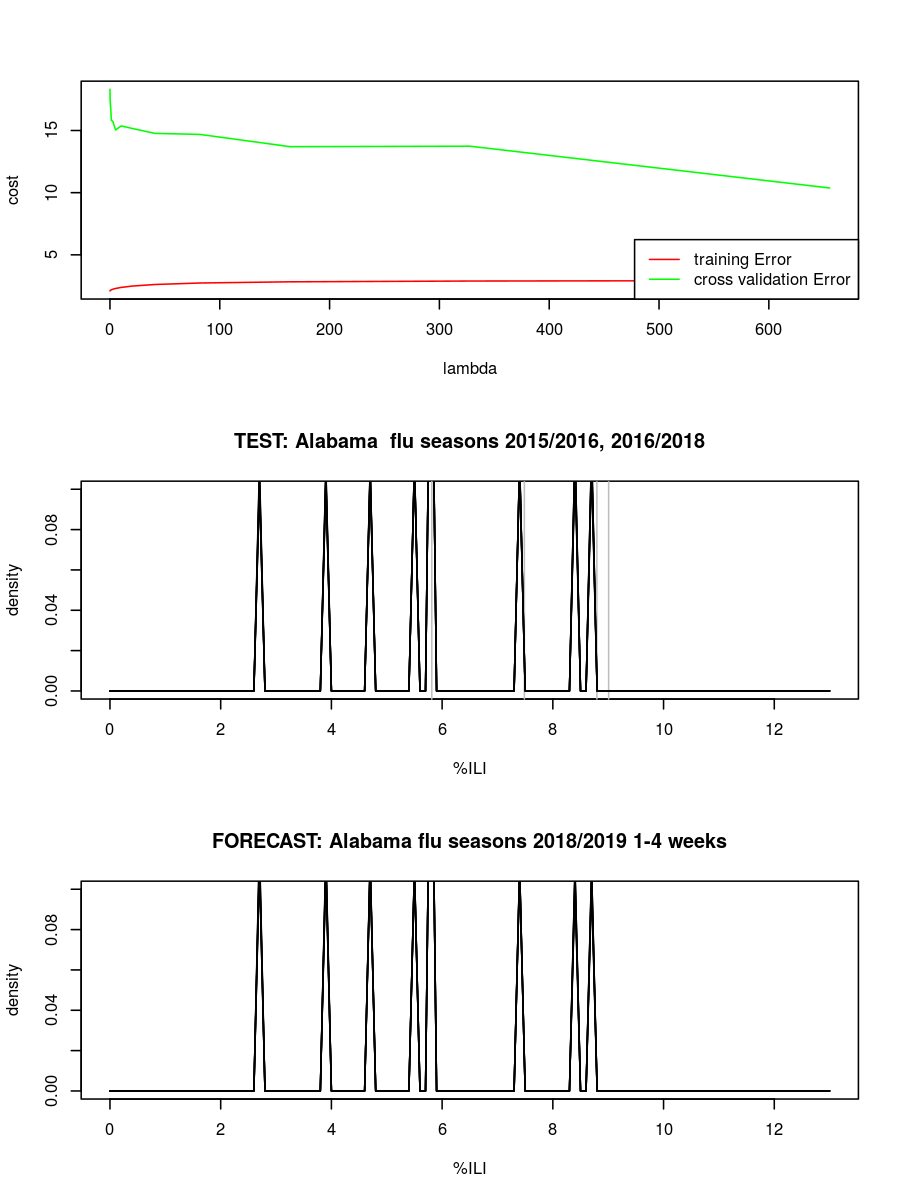 15
10
5
cost
training Error
cross validation Error
0 100 200 300 400 500 600
lambda
TEST: Alabama  flu seasons 2015/2016, 2016/2018
0.08
0.04
0.00
density
0 2 4 6 8 10 12
%ILI
FORECAST: Alabama flu seasons 2018/2019 1-4 weeks
0.08
0.04
0.00
density
0 2 4 6 8 10 12
%ILI